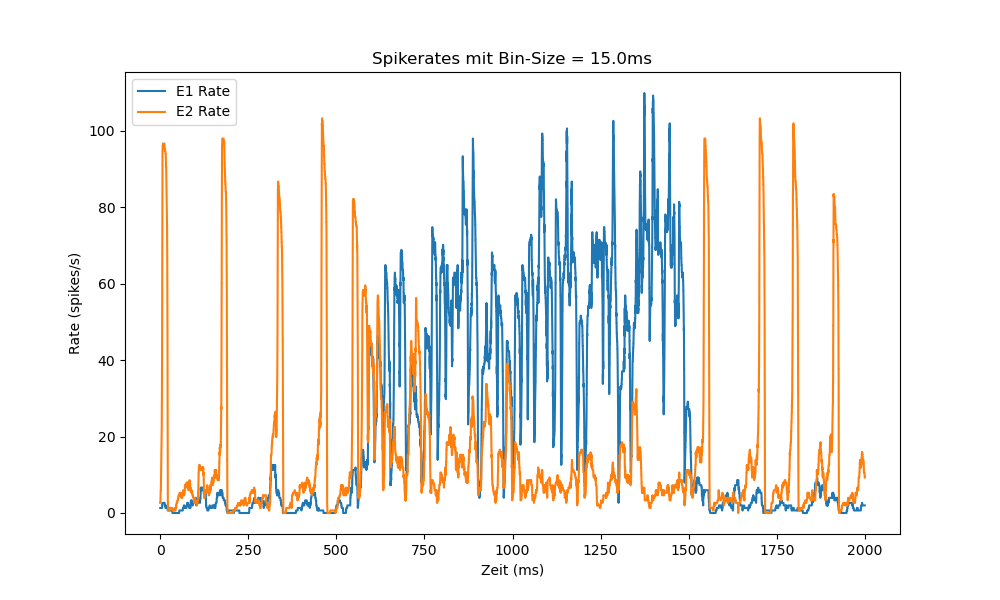 Spikerates mit Bin-Size = 15.0ms
E1 Rate
E2 Rate
100
80
60
40
20
0
Rate (spikes/s)
0 250 500 750 1000 1250 1500 1750 2000
Zeit (ms)